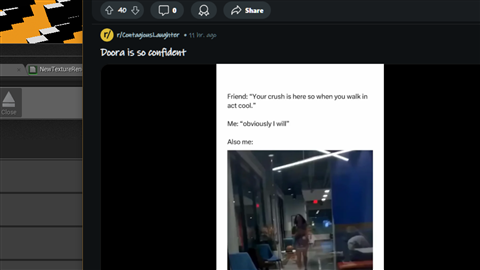 40
0
Share
r/ContagiousLaughter • 11 hr. ago
Doora is so confident
NewTextureRen
Close
Friend: “Your crush is here so when you walk in
act cool.”
Me: “obviously I will”
Also me: